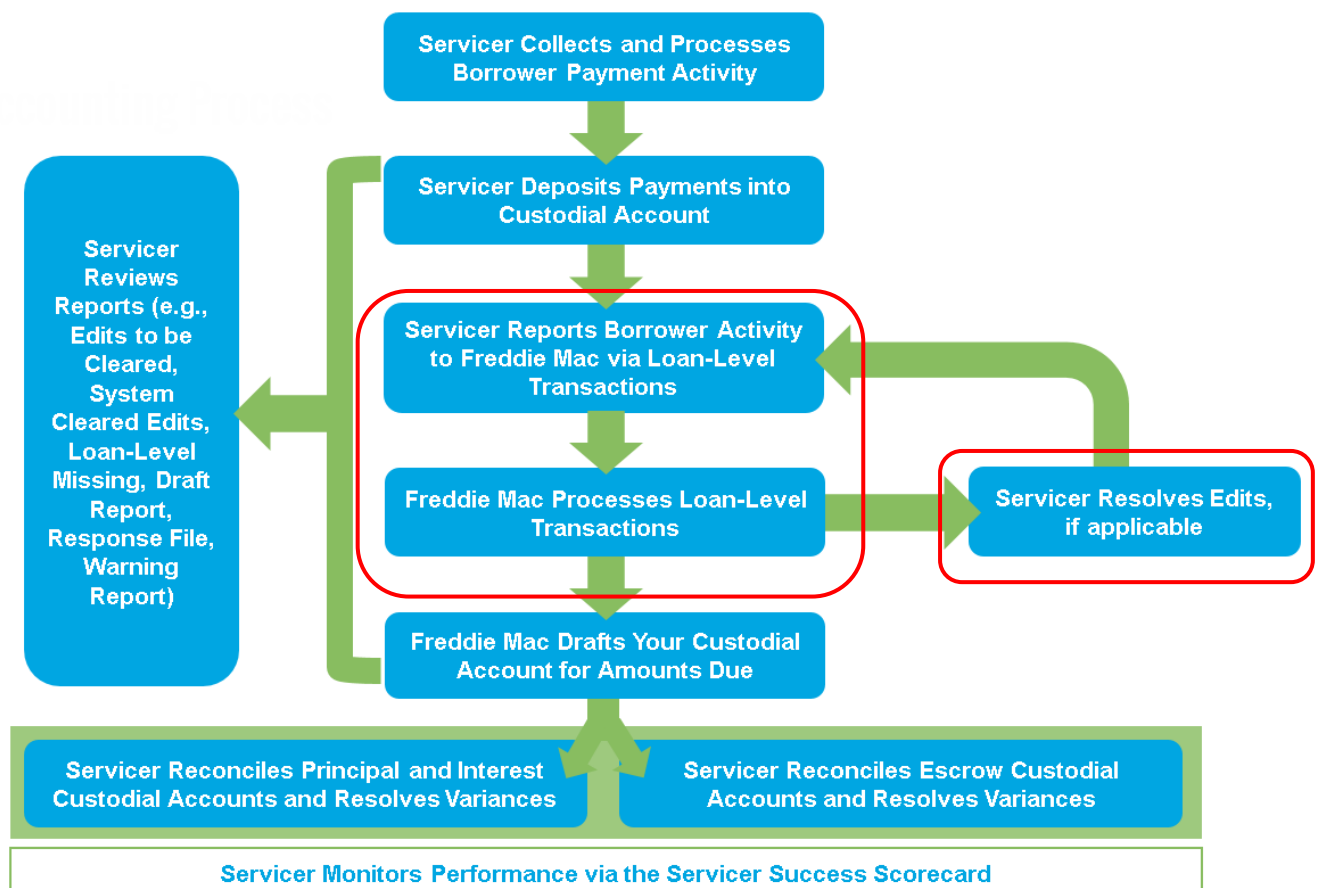 Servicer Collects and Processes
Borrower Payment Activity
Servicer Deposits Payments into
Custodial Account
Servicer
Reviews
Reports (e.g.,
Edits to be
Cleared,
System
Cleared Edits,
Loan-Level
Missing, Draft
Report,
Response File,
Warning
Report)
Servicer Reports Borrower Activity
to Freddie Mac via Loan-Level
Transactions
Freddie Mac Processes Loan-Level
Transactions
Servicer Resolves Edits,
if applicable
Freddie Mac Drafts Your Custodial
Account for Amounts Due
Servicer Reconciles Principal and Interest
Custodial Accounts and Resolves Variances
Servicer Reconciles Escrow Custodial
Accounts and Resolves Variances
Servicer Monitors Performance via the Servicer Success Scorecard